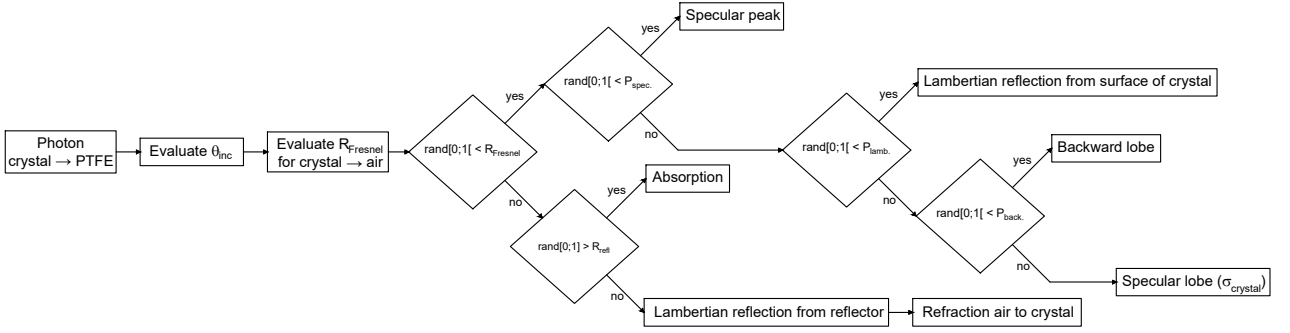 Photon
crystal → PTFE
Evaluate θinc
Evaluate RFresnel
for crystal → air
rand[0;1[ < RFresnel
yes
no
rand[0;1[ < Pspec.
yes
Specular peak
no
rand[0;1[ < Plamb.
yes
Lambertian reflection from surface of crystal
no
rand[0;1[ < Pback.
yes
Backward lobe
no
Specular lobe (σcrystal)
rand[0;1] > Rrefl
yes
Absorption
no
Lambertian reflection from reflector
Refraction air to crystal